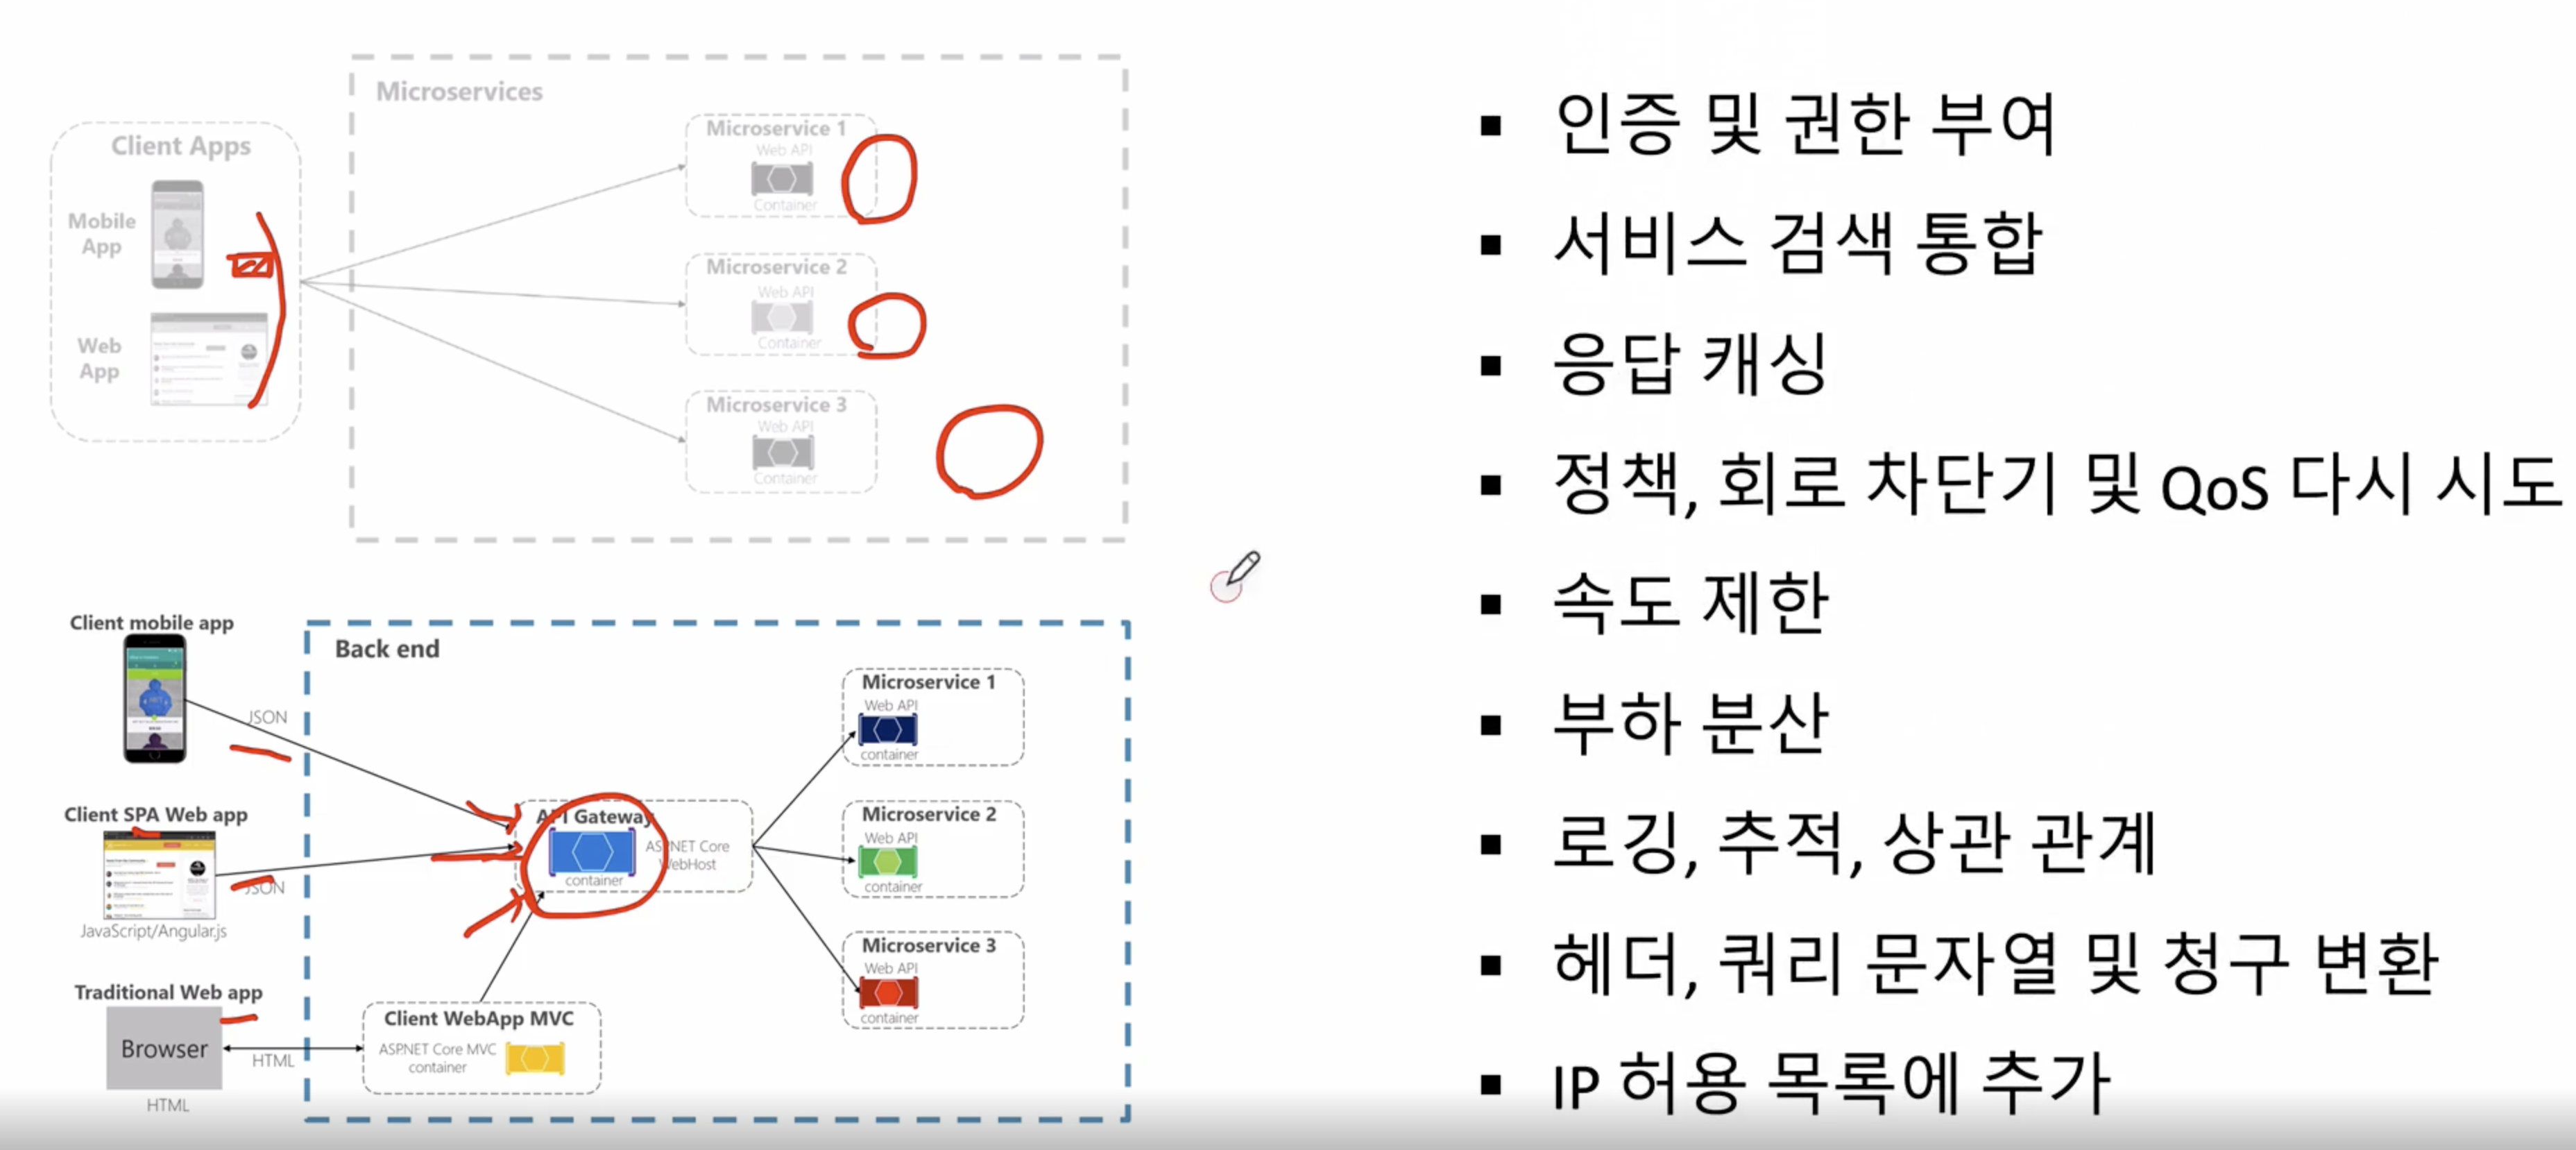 Microservices
Client Apps
Mobile
App
Web
App
Microservice 1
Web API
Container
Microservice 2
Web API
Container
Microservice 3
Web API
Container
Client mobile app
JSON
Client SPA Web app
JSON
JavaScript/Angular.js
Traditional Web app
Browser
HTML
HTML
Back end
API Gateway
container
ASP.NET Core
WebHost
Client WebApp MVC
ASP.NET Core MVC
container
Microservice 1
Web API
container
Microservice 2
Web API
container
Microservice 3
Web API
container
▪ 인증 및 권한 부여
▪ 서비스 검색 통합
▪ 응답 캐싱
▪ 정책, 회로 차단기 및 QoS 다시 시도
▪ 속도 제한
▪ 부하 분산
▪ 로깅, 추적, 상관 관계
▪ 헤더, 쿼리 문자열 및 청구 변환
▪ IP 허용 목록에 추가